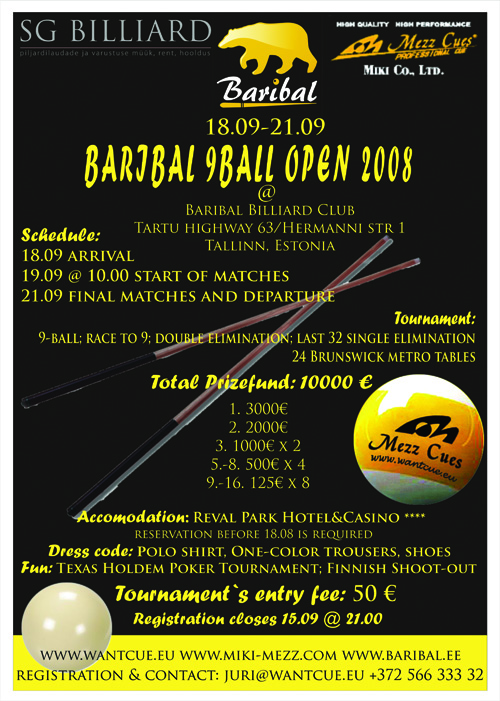 SG BILLIARD
piljardilaudade ja varustuse müük, rent, hooldus
Baribal
HIGH QUALITY HIGH PERFORMANCE
Mezz Cues
PROFESSIONAL CUE
MIKI CO., LTD.
18.09-21.09
BARIBAL 9BALL OPEN 2008
@
BARIBAL BILLIARD CLUB
TARTU HIGHWAY 63/HERMANNI STR 1
TALLINN, ESTONIA
Schedule:
18.09 ARRIVAL
19.09 @ 10.00 START OF MATCHES
21.09 FINAL MATCHES AND DEPARTURE
Tournament:
9-BALL; RACE TO 9; DOUBLE ELIMINATION; LAST 32 SINGLE ELIMINATION
24 BRUNSWICK METRO TABLES
Total Prizefund: 10000 €
1. 3000€
2. 2000€
3. 1000€ X 2
5.-8. 500€ X 4
9.-16. 125€ X 8
Mezz Cues
www.wantcue.eu
Accomodation: REVAL PARK HOTEL&CASINO ****
RESERVATION BEFORE 18.08 IS REQUIRED
Dress code: POLO SHIRT, ONE-COLOR TROUSERS, SHOES
Fun: TEXAS HOLDEM POKER TOURNAMENT; FINNISH SHOOT-OUT
Tournament`s entry fee: 50 €
Registration closes 15.09 @ 21.00
WWW.WANTCUE.EU WWW.MIKI-MEZZ.COM WWW.BARIBAL.EE
REGISTRATION & CONTACT: JURI@WANTCUE.EU +372 566 333 32